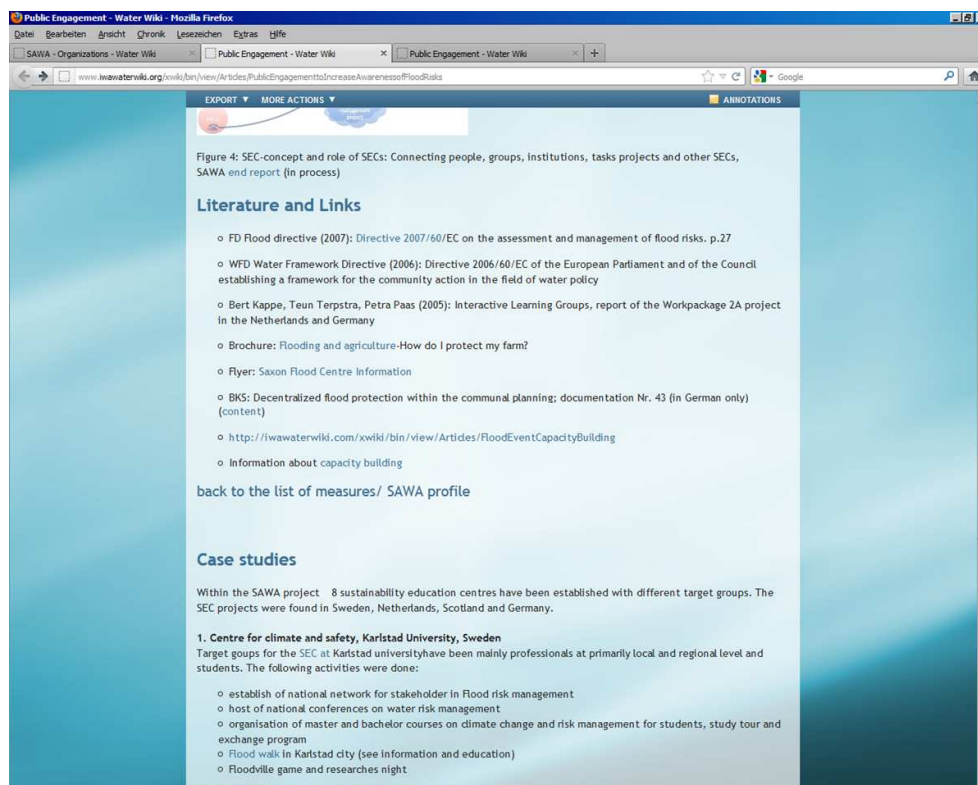 Public Engagement - Water Wiki - Mozilla Firefox
Datei Bearbeiten Ansicht Chronik Lesezeichen Extras Hilfe
SAWA - Organizations - Water Wiki × Public Engagement - Water Wiki × Public Engagement - Water Wiki × +
www.iwawaterwiki.org/xwiki/bin/view/Articles/PublicEngagementtoIncreaseAwarenessofFloodRisks Google
EXPORT ▼ MORE ACTIONS ▼ ANNOTATIONS
Figure 4: SEC-concept and role of SECs: Connecting people, groups, institutions, tasks projects and other SECs,
SAWA end report (in process)
Literature and Links
FD Flood directive (2007): Directive 2007/60/EC on the assessment and management of flood risks. p.27
WFD Water Framework Directive (2006): Directive 2006/60/EC of the European Parliament and of the Council
establishing a framework for the community action in the field of water policy
Bert Kappe, Teun Terpstra, Petra Paas (2005): Interactive Learning Groups, report of the Workpackage 2A project
in the Netherlands and Germany
Brochure: Flooding and agriculture-How do I protect my farm?
Flyer: Saxon Flood Centre Information
BKS: Decentralized flood protection within the communal planning; documentation Nr. 43 (in German only)
(content)
http://iwawaterwiki.com/xwiki/bin/view/Articles/FloodEventCapacityBuilding
Information about capacity building
back to the list of measures/ SAWA profile
Case studies
Within the SAWA project 8 sustainability education centres have been established with different target groups. The
SEC projects were found in Sweden, Netherlands, Scotland and Germany.
1. Centre for climate and safety, Karlstad University, Sweden
Target goups for the SEC at Karlstad universityhave been mainly professionals at primarily local and regional level and
students. The following activities were done:
establish of national network for stakeholder in Flood risk management
host of national conferences on water risk management
organisation of master and bachelor courses on climate change and risk management for students, study tour and
exchange program
Flood walk in Karlstad city (see information and education)
Floodville game and researches night